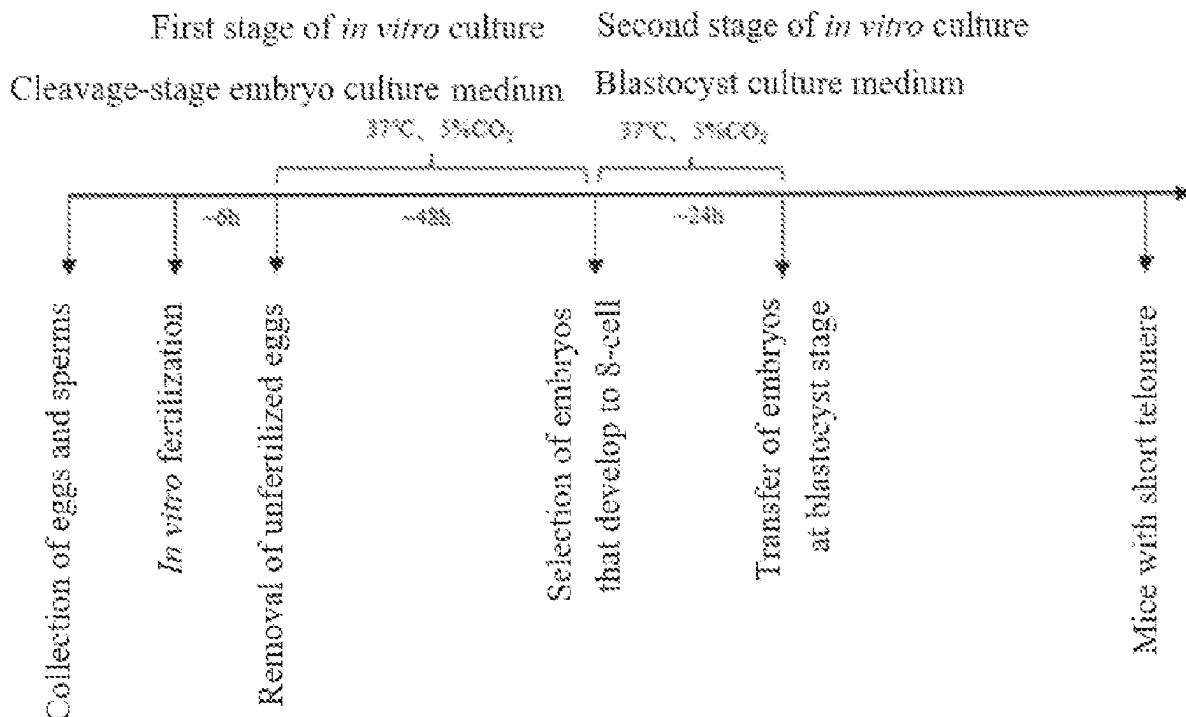 First stage of in vitro culture
Second stage of in vitro culture
Cleavage-stage embryo culture medium
Blastocyst culture medium
37°C、5%CO₂
37°C、5%CO₂
~6h
~48h
~24h
Collection of eggs and sperms
In vitro fertilization
Removal of unfertilized eggs
Selection of embryos
that develop to 8-cell
Transfer of embryos
at blastocyst stage
Mice with short telomere